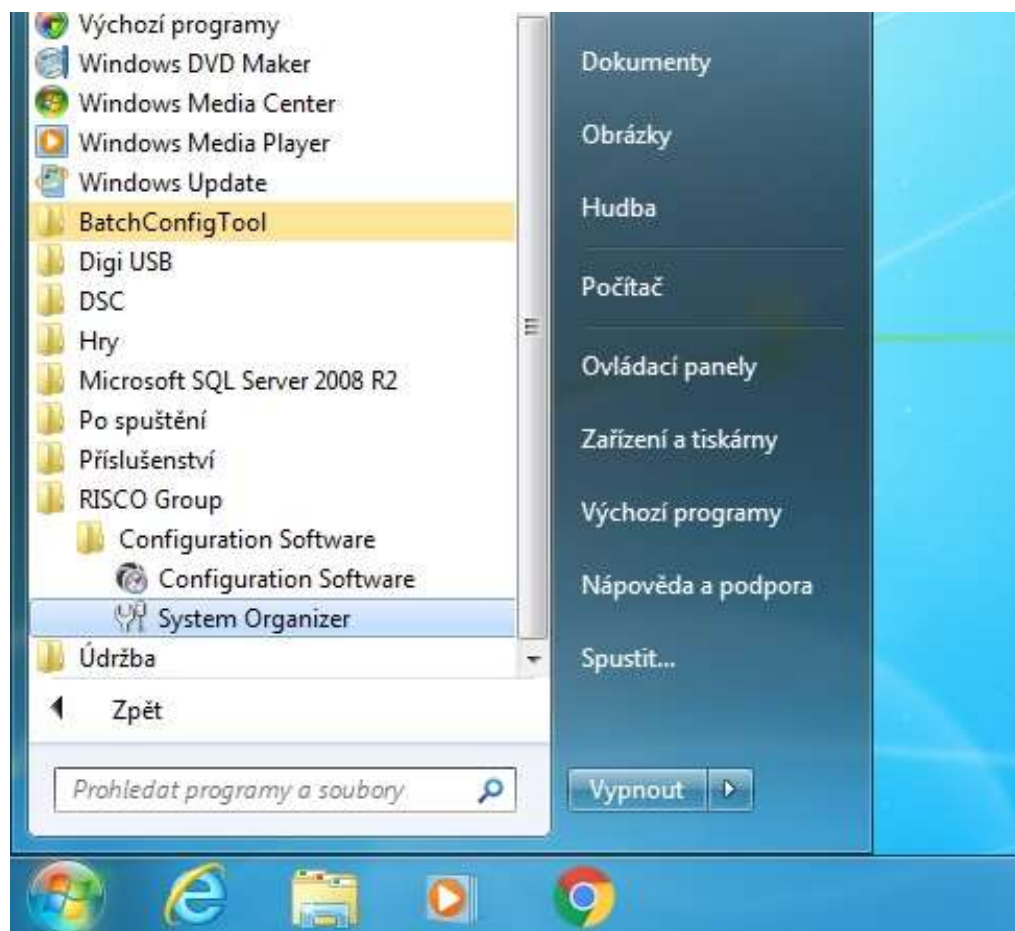 Výchozí programy
Windows DVD Maker
Windows Media Center
Windows Media Player
Windows Update
BatchConfigTool
Digi USB
DSC
Hry
Microsoft SQL Server 2008 R2
Po spuštění
Příslušenství
RISCO Group
Configuration Software
Configuration Software
System Organizer
Údržba
Zpět
Prohledat programy a soubory
Dokumenty
Obrázky
Hudba
Počítač
Ovládací panely
Zařízení a tiskárny
Výchozí programy
Nápověda a podpora
Spustit...
Vypnout